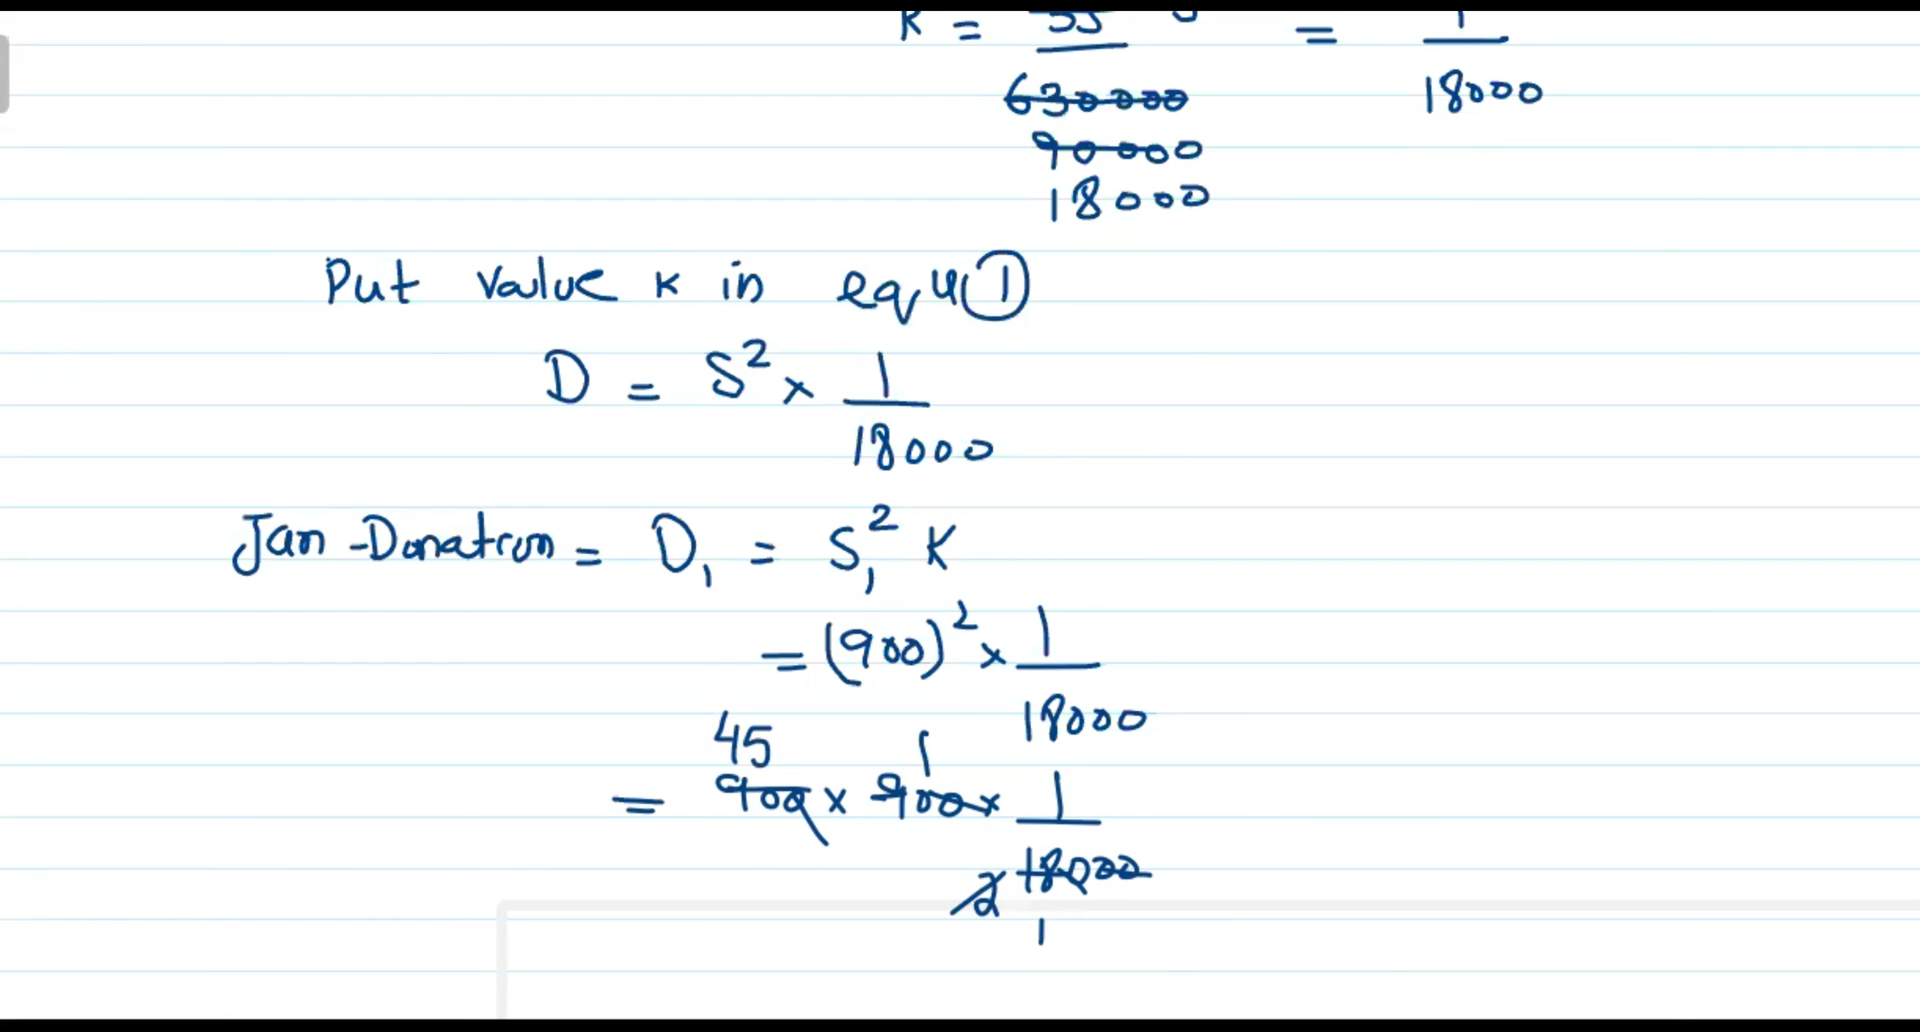 K = 35 = 1
630000 18000
90000
18000
Put value K in equ ①
D = S² × 1
18000
Jan - Donation = D₁ = S₁² K
= (900)² × 1
18000
45 1
= 900 × 900 × 1
2 18000
1